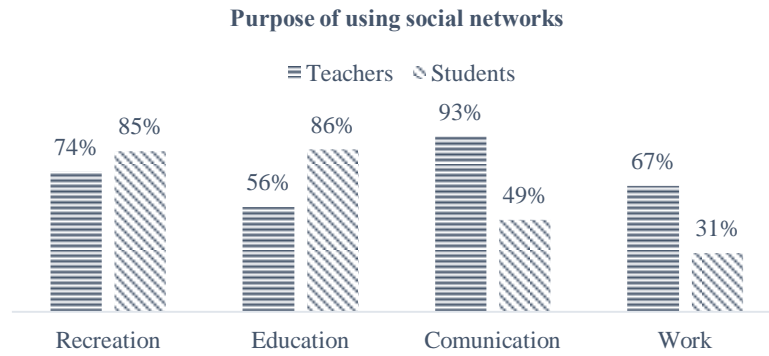 Purpose of using social networks
Teachers Students
74% 85% 56% 86% 93% 49% 67% 31%
Recreation Education Comunication Work